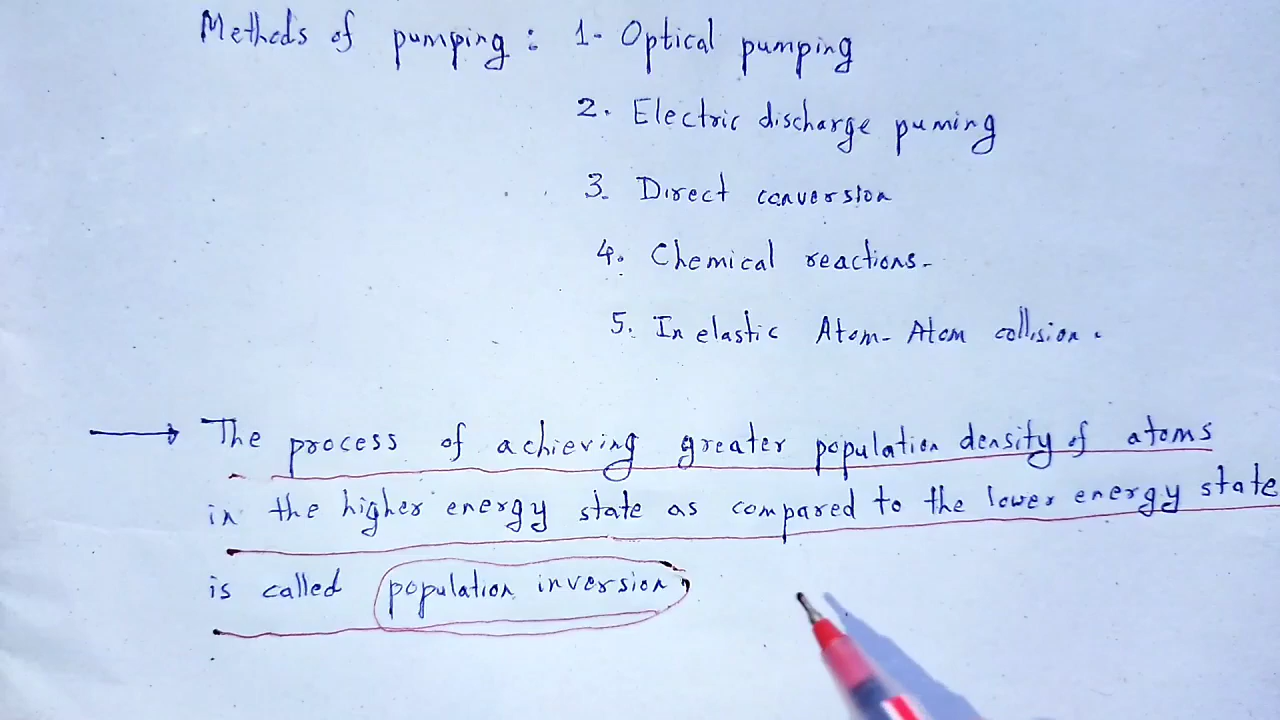 Methods of pumping : 1- Optical pumping
2. Electric discharge puming
3. Direct conversion
4. Chemical reactions-
5. In elastic Atom- Atom collision.
→ The process of achieving greater population density of atoms
in the higher energy state as compared to the lower energy state
is called population inversion